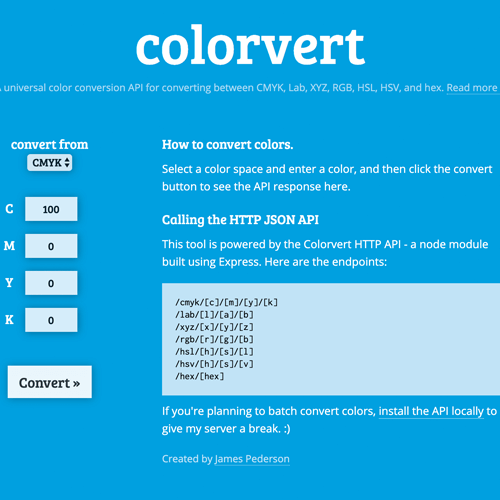 colorvert
A universal color conversion API for converting between CMYK, Lab, XYZ, RGB, HSL, HSV, and hex. Read more
convert from
CMYK
C 100
M 0
Y 0
K 0
Convert »
How to convert colors.
Select a color space and enter a color, and then click the convert
button to see the API response here.
Calling the HTTP JSON API
This tool is powered by the Colorvert HTTP API - a node module
built using Express. Here are the endpoints:
/cmyk/[c]/[m]/[y]/[k]
/lab/[l]/[a]/[b]
/xyz/[x]/[y]/[z]
/rgb/[r]/[g]/[b]
/hsl/[h]/[s]/[l]
/hsv/[h]/[s]/[v]
/hex/[hex]
If you're planning to batch convert colors, install the API locally to
give my server a break. :)
Created by James Pederson